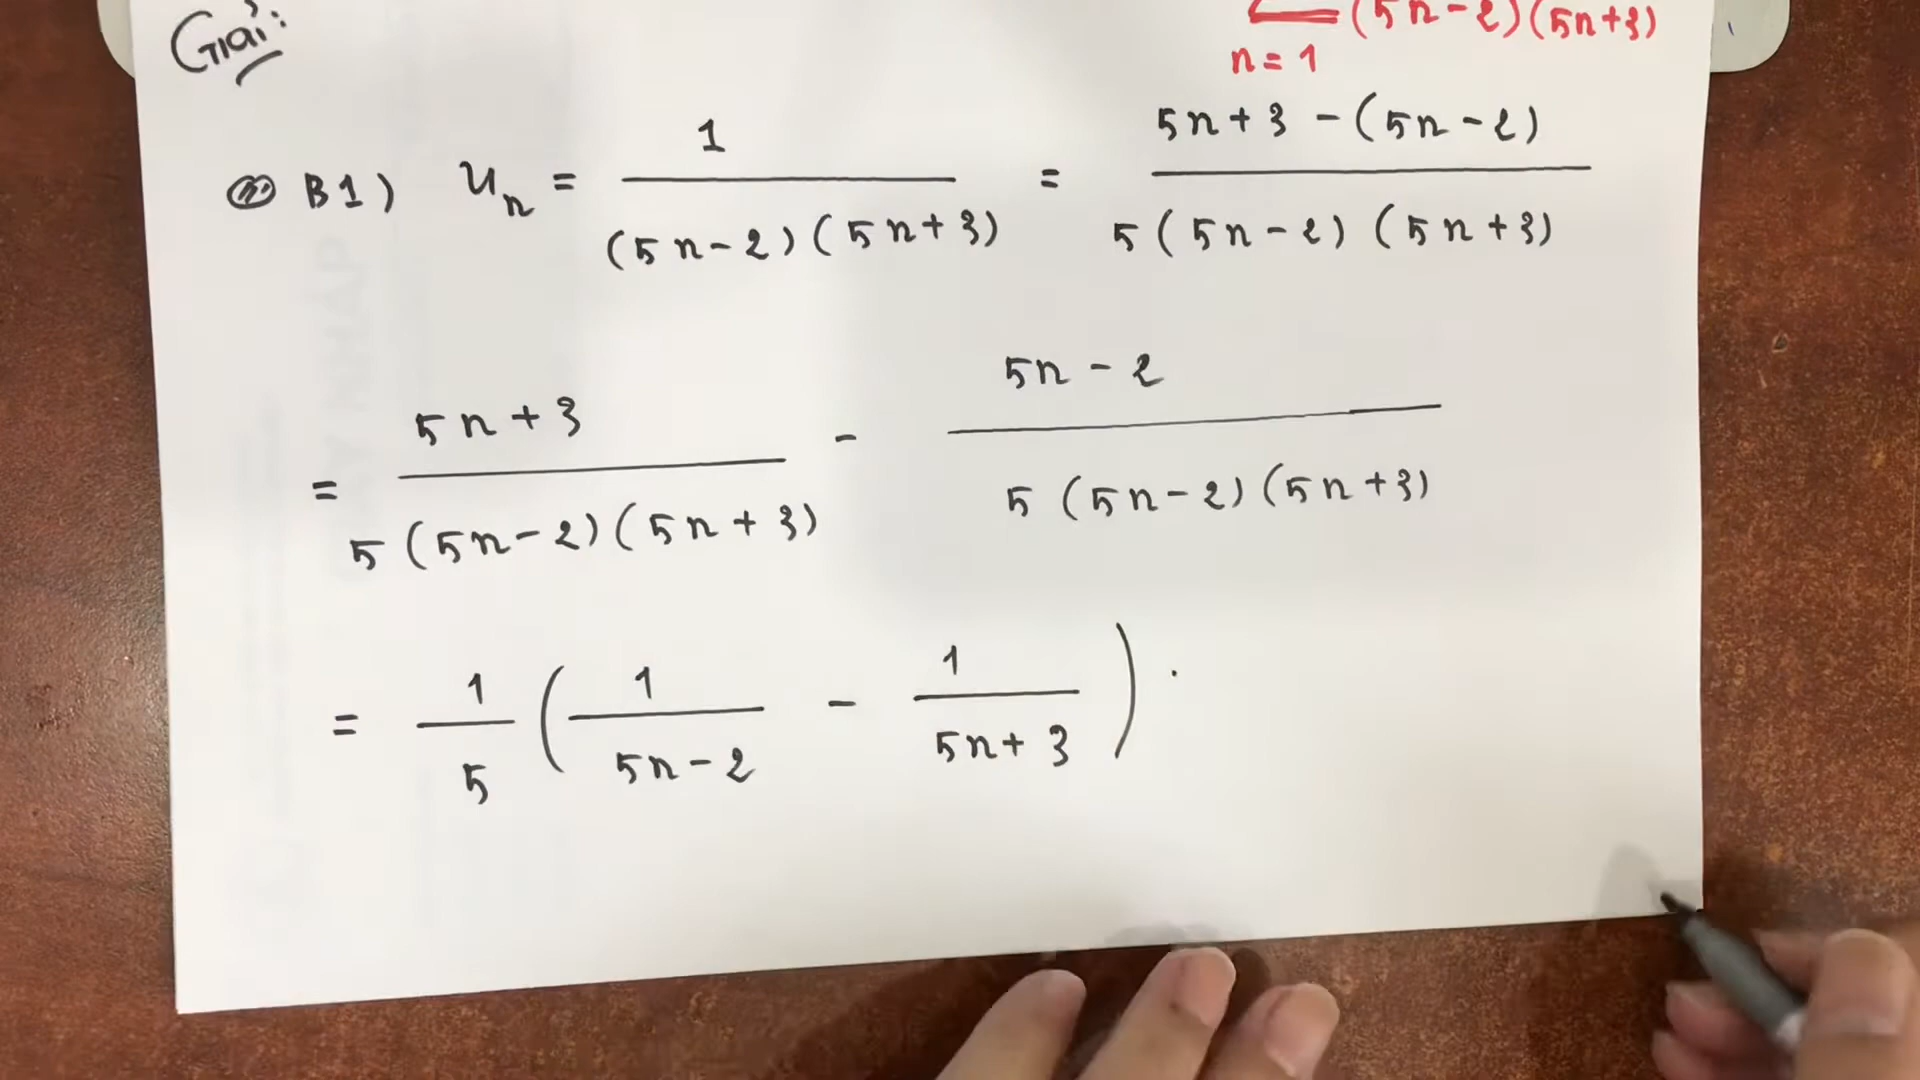 Giải:
(5n-2)(5n+3)
n=1
B1) u_n = 1/((5n-2)(5n+3)) = (5n+3-(5n-2))/(5(5n-2)(5n+3))
= (5n+3)/(5(5n-2)(5n+3)) - (5n-2)/(5(5n-2)(5n+3))
= 1/5 (1/(5n-2) - 1/(5n+3)).